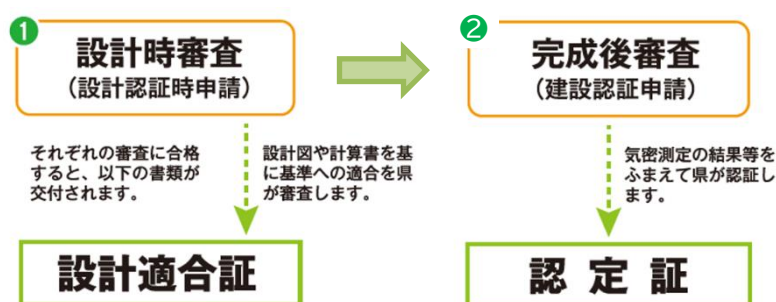 1
設計時審査
（設計認証時申請）
それぞれの審査に合格
すると、以下の書類が
交付されます。
設計図や計算書を基
に基準への適合を県
が審査します。
設計適合証
2
完成後審査
（建設認証申請）
気密測定の結果等を
ふまえて県が認証し
ます。
認定証